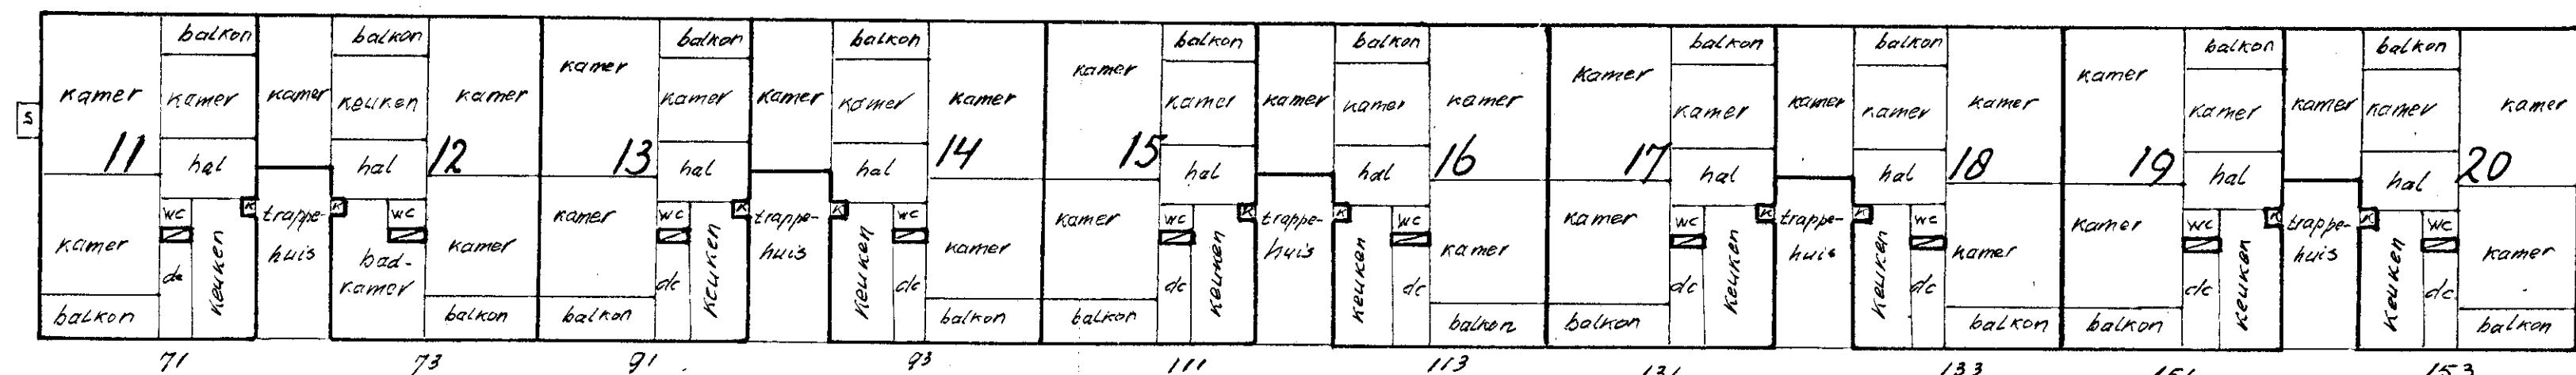 balkon balkon balkon balkon balkon balkon balkon balkon balkon balkon
kamer kamer kamer keuken kamer kamer kamer kamer kamer kamer kamer kamer kamer kamer kamer kamer kamer kamer kamer kamer kamer kamer kamer kamer kamer
S
11 12 13 14 15 16 17 18 19 20
hal hal hal hal hal hal hal hal hal hal
K K K K K K K K K K
wc wc wc wc wc wc wc wc wc wc
trappe- trappe- trappe- trappe- trappe-
huis huis huis huis huis
kamer kamer kamer kamer kamer kamer kamer kamer kamer kamer
dc keuken bad- dc keuken keuken dc dc keuken keuken dc dc keuken keuken dc dc keuken keuken dc
kamer
balkon balkon balkon balkon balkon balkon balkon balkon balkon balkon
71 73 91 93 111 113 131 133 151 153